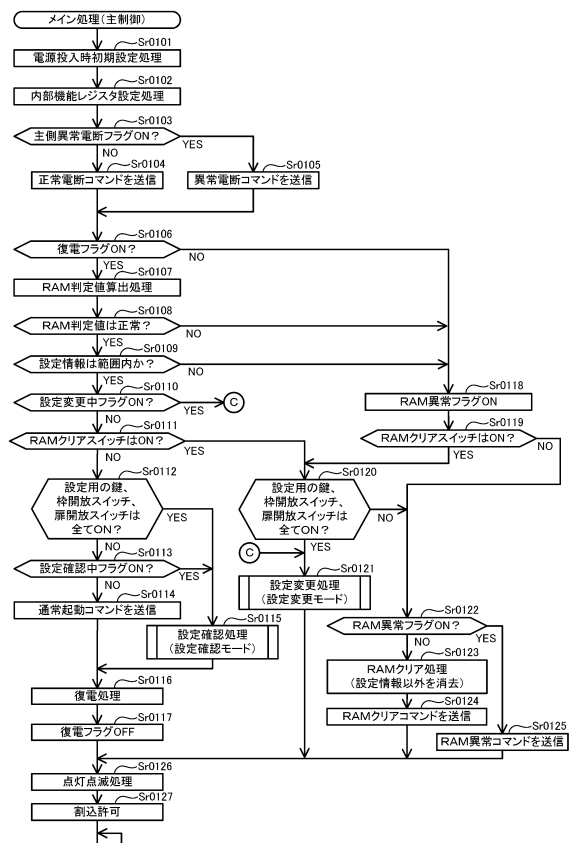 メイン処理(主制御)
Sr0101
電源投入時初期設定処理
Sr0102
内部機能レジスタ設定処理
Sr0103
主側異常電断フラグON?
YES
NO
Sr0104
正常電断コマンドを送信
Sr0105
異常電断コマンドを送信
Sr0106
復電フラグON?
NO
YES
Sr0107
RAM判定値算出処理
Sr0108
RAM判定値は正常?
NO
YES
Sr0109
設定情報は範囲内か?
NO
YES
Sr0110
設定変更中フラグON?
YES
C
NO
Sr0118
RAM異常フラグON
Sr0111
RAMクリアスイッチはON?
YES
NO
Sr0119
RAMクリアスイッチはON?
NO
YES
Sr0112
設定用の鍵、
枠開放スイッチ、
扉開放スイッチは
全てON?
YES
NO
Sr0120
設定用の鍵、
枠開放スイッチ、
扉開放スイッチは
全てON?
NO
YES
C
Sr0113
設定確認中フラグON?
YES
NO
Sr0121
設定変更処理
(設定変更モード)
Sr0114
通常起動コマンドを送信
Sr0115
設定確認処理
(設定確認モード)
Sr0122
RAM異常フラグON?
YES
NO
Sr0123
RAMクリア処理
(設定情報以外を消去)
Sr0116
復電処理
Sr0124
RAMクリアコマンドを送信
Sr0117
復電フラグOFF
Sr0125
RAM異常コマンドを送信
Sr0126
点灯点滅処理
Sr0127
割込許可